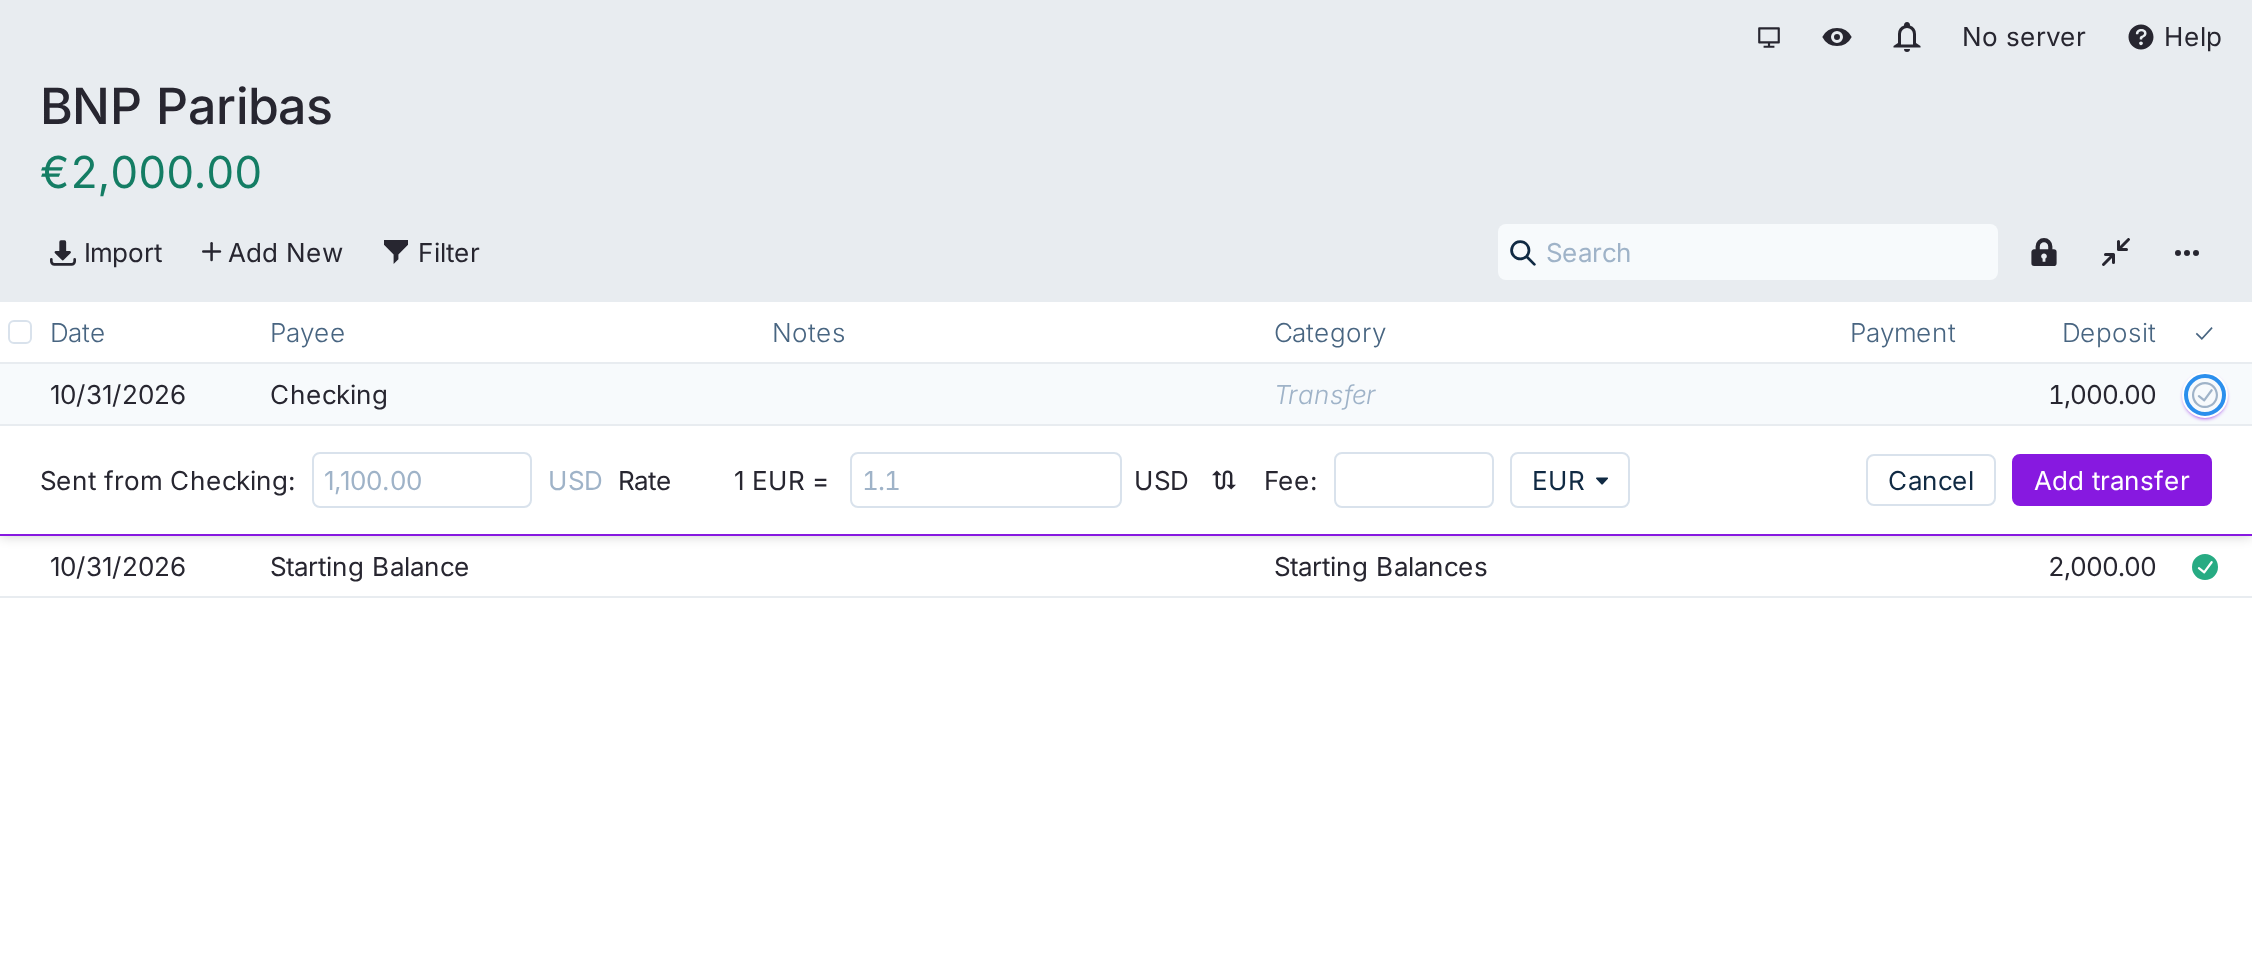 No server Help
BNP Paribas
€2,000.00
Import Add New Filter Search
Date Payee Notes Category Payment Deposit
10/31/2026 Checking Transfer 1,000.00
Sent from Checking: 1,100.00 USD Rate 1 EUR = 1.1 USD Fee: EUR Cancel Add transfer
10/31/2026 Starting Balance Starting Balances 2,000.00